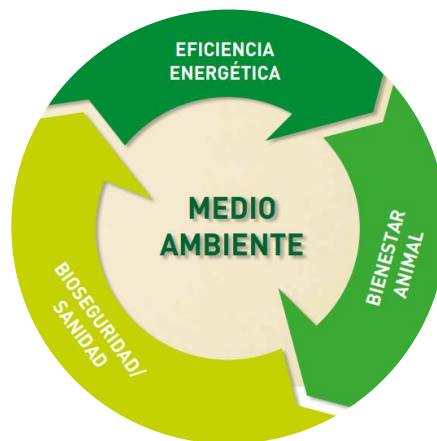 EFICIENCIA
ENERGÉTICA
MEDIO
AMBIENTE
BIENESTAR
ANIMAL
BIOSEGURIDAD/
SANIDAD